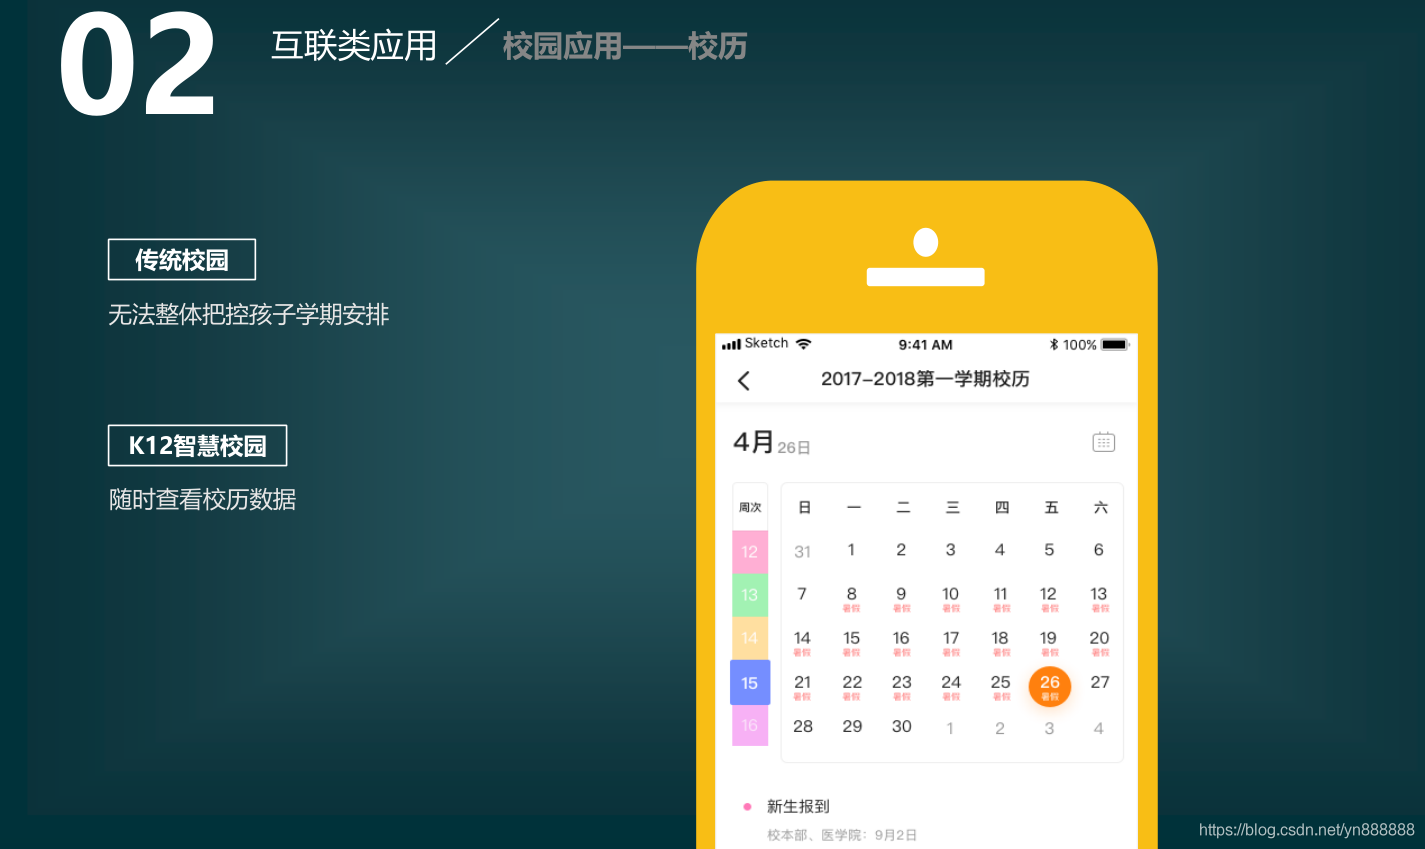 02
互联类应用
校园应用——校历
传统校园
无法整体把控孩子学期安排
K12智慧校园
随时查看校历数据
Sketch 9:41 AM 100%
2017-2018第一学期校历
4月 26日
周次 日 一 二 三 四 五 六
12 31 1 2 3 4 5 6
13 7 8 9 10 11 12 13
暑假 暑假 暑假 暑假 暑假 暑假
14 14 15 16 17 18 19 20
暑假 暑假 暑假 暑假 暑假 暑假 暑假
15 21 22 23 24 25 26 27
暑假 暑假 暑假 暑假 暑假 暑假
16 28 29 30 1 2 3 4
新生报到
校本部、医学院：9月2日
https://blog.csdn.net/yn888888